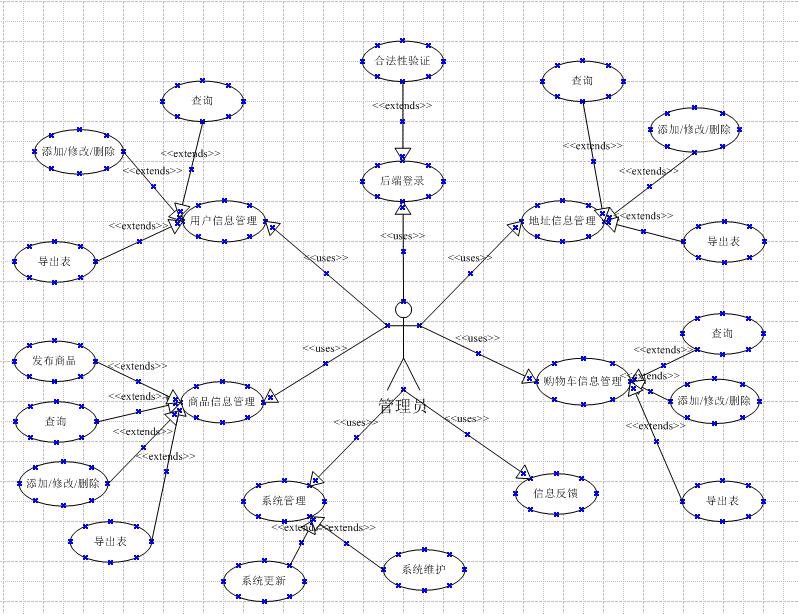 合法性验证
查询
查询
<<extends>>
添加/修改/删除
添加/修改/删除
<<extends>>
<<extends>>
<<extends>>
<<extends>>
后端登录
<<extends>>
用户信息管理
地址信息管理
<<extends>>
导出表
<<uses>>
导出表
<<uses>>
<<uses>>
查询
<<uses>>
<<uses>>
<<extends>>
发布商品
<<extends>>
<<extends>>
购物车信息管理
<<extends>>
商品信息管理
添加/修改/删除
管理员
查询
<<extends>>
<<uses>>
<<uses>>
<<extends>>
<<extends>>
添加/修改/删除
系统管理
信息反馈
导出表
<<extends>>
<<extends>>
导出表
系统更新
系统维护